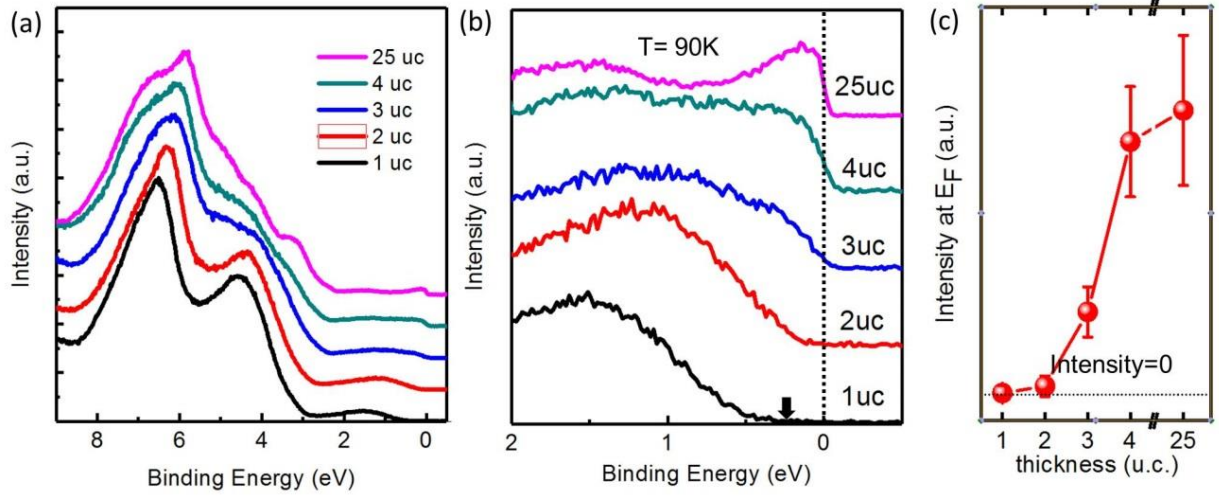 (a)
25 uc
4 uc
3 uc
2 uc
1 uc
Intensity (a.u.)
8 6 4 2 0
Binding Energy (eV)
(b)
T= 90K
25uc
4uc
3uc
2uc
1uc
Intensity (a.u.)
2 1 0
Binding Energy (eV)
(c)
Intensity at EF (a.u.)
Intensity=0
1 2 3 4 25
thickness (u.c.)